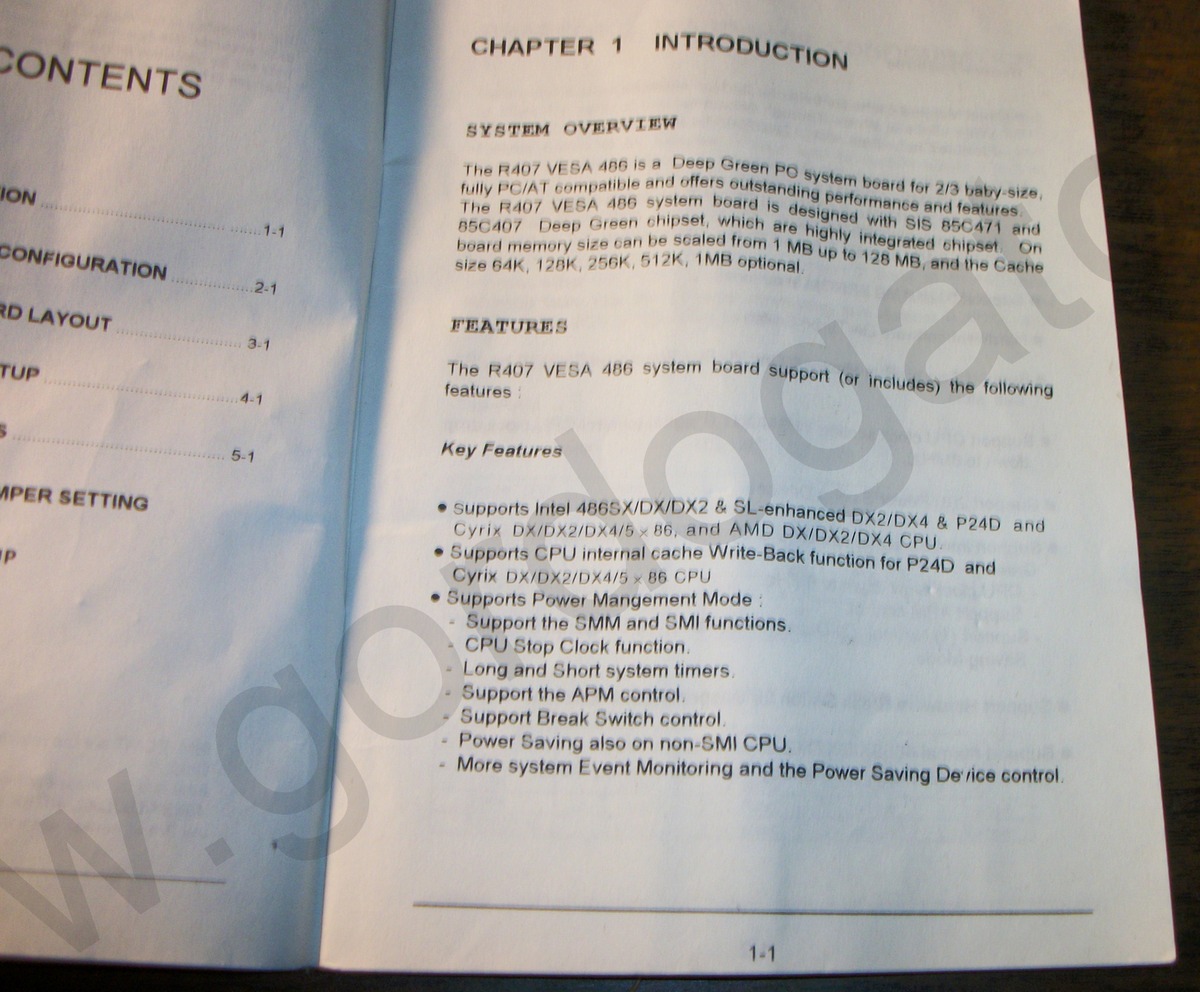 CONTENTS
ION ........ 1-1
CONFIGURATION ........ 2-1
RD LAYOUT ........ 3-1
TUP ........ 4-1
S ........ 5-1
MPER SETTING
IP
CHAPTER 1 INTRODUCTION
SYSTEM OVERVIEW
The R407 VESA 486 is a Deep Green PC system board for 2/3 baby-size,
fully PC/AT compatible and offers outstanding performance and features.
The R407 VESA 486 system board is designed with SIS 85C471 and
85C407 Deep Green chipset, which are highly integrated chipset. On
board memory size can be scaled from 1 MB up to 128 MB, and the Cache
size 64K, 128K, 256K, 512K, 1MB optional.
FEATURES
The R407 VESA 486 system board support (or includes) the following
features :
Key Features
• Supports Intel 486SX/DX/DX2 & SL-enhanced DX2/DX4 & P24D and
Cyrix DX/DX2/DX4/5 x 86, and AMD DX/DX2/DX4 CPU.
• Supports CPU internal cache Write-Back function for P24D and
Cyrix DX/DX2/DX4/5 x 86 CPU
• Supports Power Mangement Mode :
- Support the SMM and SMI functions.
- CPU Stop Clock function.
- Long and Short system timers.
- Support the APM control.
- Support Break Switch control.
- Power Saving also on non-SMI CPU.
- More system Event Monitoring and the Power Saving Device control.
1-1
w.gordogato